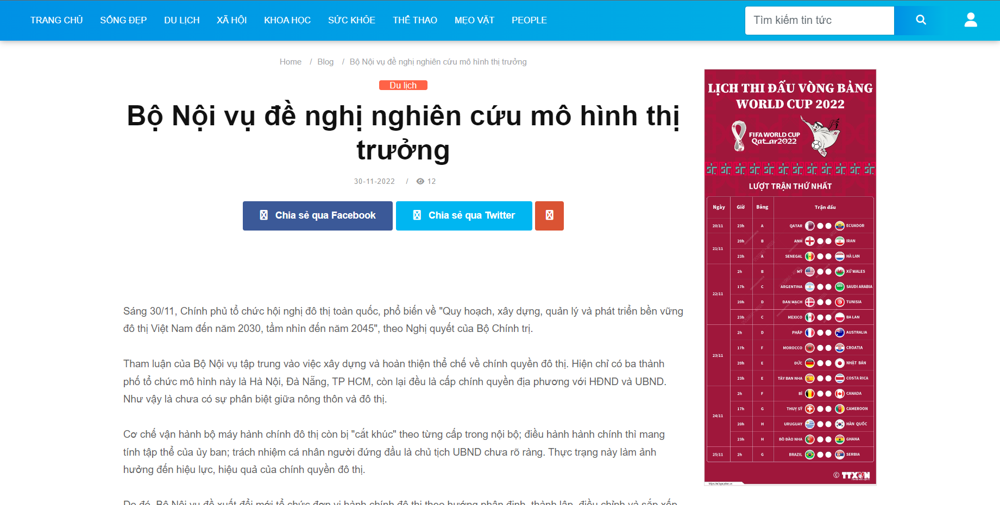 TRANG CHỦ SỐNG ĐẸP DU LỊCH XÃ HỘI KHOA HỌC SỨC KHỎE THỂ THAO MẸO VẶT PEOPLE Tìm kiếm tin tức
Home / Blog / Bộ Nội vụ đề nghị nghiên cứu mô hình thị trưởng
Du lịch
Bộ Nội vụ đề nghị nghiên cứu mô hình thị
trưởng
30-11-2022 / 12
Chia sẻ qua Facebook Chia sẻ qua Twitter
Sáng 30/11, Chính phủ tổ chức hội nghị đô thị toàn quốc, phổ biến về "Quy hoạch, xây dựng, quản lý và phát triển bền vững
đô thị Việt Nam đến năm 2030, tầm nhìn đến năm 2045", theo Nghị quyết của Bộ Chính trị.
Tham luận của Bộ Nội vụ tập trung vào việc xây dựng và hoàn thiện thể chế về chính quyền đô thị. Hiện chỉ có ba thành
phố tổ chức mô hình này là Hà Nội, Đà Nẵng, TP HCM, còn lại đều là cấp chính quyền địa phương với HĐND và UBND.
Như vậy là chưa có sự phân biệt giữa nông thôn và đô thị.
Cơ chế vận hành bộ máy hành chính đô thị còn bị "cắt khúc" theo từng cấp trong nội bộ; điều hành hành chính thì mang
tính tập thể của ủy ban; trách nhiệm cá nhân người đứng đầu là chủ tịch UBND chưa rõ ràng. Thực trạng này làm ảnh
hưởng đến hiệu lực, hiệu quả của chính quyền đô thị.
Do đó, Bộ Nội vụ đề xuất đổi mới tổ chức đơn vị hành chính đô thị theo hướng phân định, thành lập, điều chỉnh và sắp xếp
LỊCH THI ĐẤU VÒNG BẢNG
WORLD CUP 2022
FIFA WORLD CUP
Qatar2022
LƯỢT TRẬN THỨ NHẤT
Ngày Giờ Bảng Trận đấu
20/11 23h A QATAR ECUADOR
21/11 20h B ANH IRAN
23h A SENEGAL HÀ LAN
22/11 2h B MỸ XỨ WALES
17h C ARGENTINA SAUDI ARABIA
20h D ĐAN MẠCH TUNISIA
23h C MEXICO BA LAN
23/11 2h D PHÁP AUSTRALIA
17h F MOROCCO CROATIA
20h E ĐỨC NHẬT BẢN
23h E TÂY BAN NHA COSTA RICA
24/11 2h F BỈ CANADA
17h G THUỴ SỸ CAMEROON
20h H URUGUAY HÀN QUỐC
23h H BỒ ĐÀO NHA GHANA
25/11 2h G BRAZIL SERBIA
© TTXVN